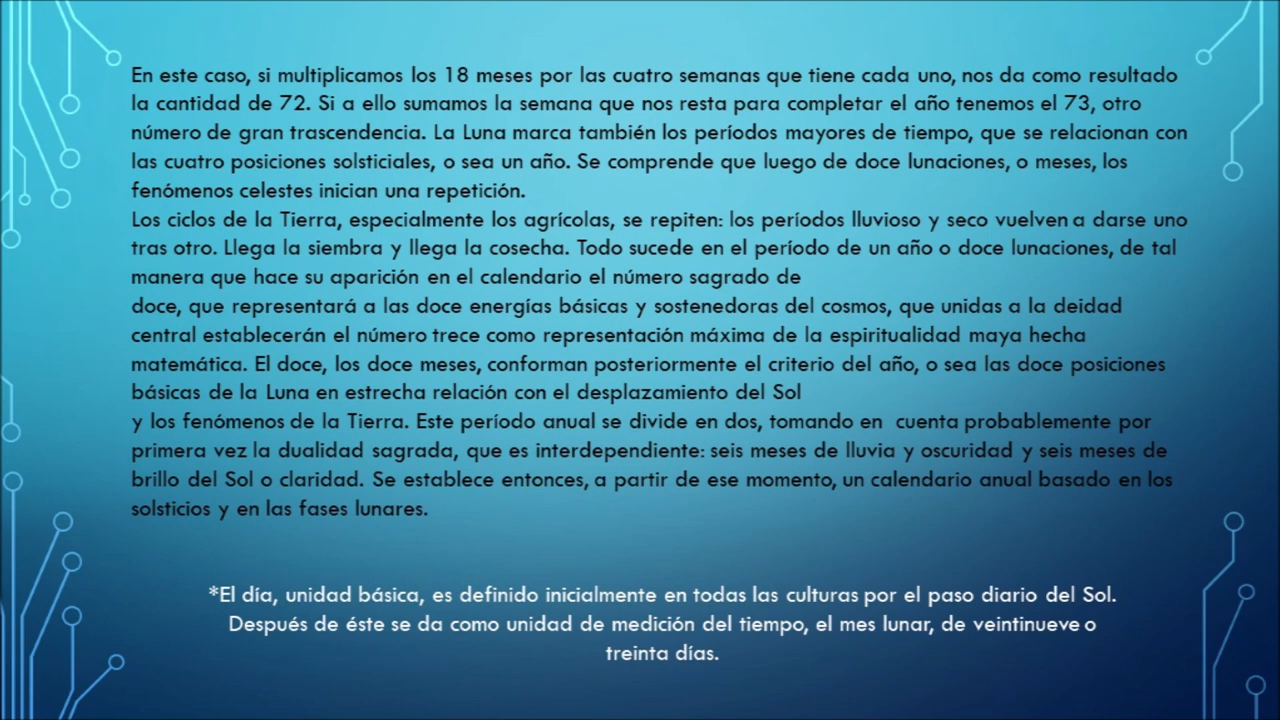 En este caso, si multiplicamos los 18 meses por las cuatro semanas que tiene cada uno, nos da como resultado
la cantidad de 72. Si a ello sumamos la semana que nos resta para completar el año tenemos el 73, otro
número de gran trascendencia. La Luna marca también los períodos mayores de tiempo, que se relacionan con
las cuatro posiciones solsticiales, o sea un año. Se comprende que luego de doce lunaciones, o meses, los
fenómenos celestes inician una repetición.
Los ciclos de la Tierra, especialmente los agrícolas, se repiten: los períodos lluvioso y seco vuelven a darse uno
tras otro. Llega la siembra y llega la cosecha. Todo sucede en el período de un año o doce lunaciones, de tal
manera que hace su aparición en el calendario el número sagrado de
doce, que representará a las doce energías básicas y sostenedoras del cosmos, que unidas a la deidad
central establecerán el número trece como representación máxima de la espiritualidad maya hecha
matemática. El doce, los doce meses, conforman posteriormente el criterio del año, o sea las doce posiciones
básicas de la Luna en estrecha relación con el desplazamiento del Sol
y los fenómenos de la Tierra. Este período anual se divide en dos, tomando en cuenta probablemente por
primera vez la dualidad sagrada, que es interdependiente: seis meses de lluvia y oscuridad y seis meses de
brillo del Sol o claridad. Se establece entonces, a partir de ese momento, un calendario anual basado en los
solsticios y en las fases lunares.
*El día, unidad básica, es definido inicialmente en todas las culturas por el paso diario del Sol.
Después de éste se da como unidad de medición del tiempo, el mes lunar, de veintinueve o
treinta días.